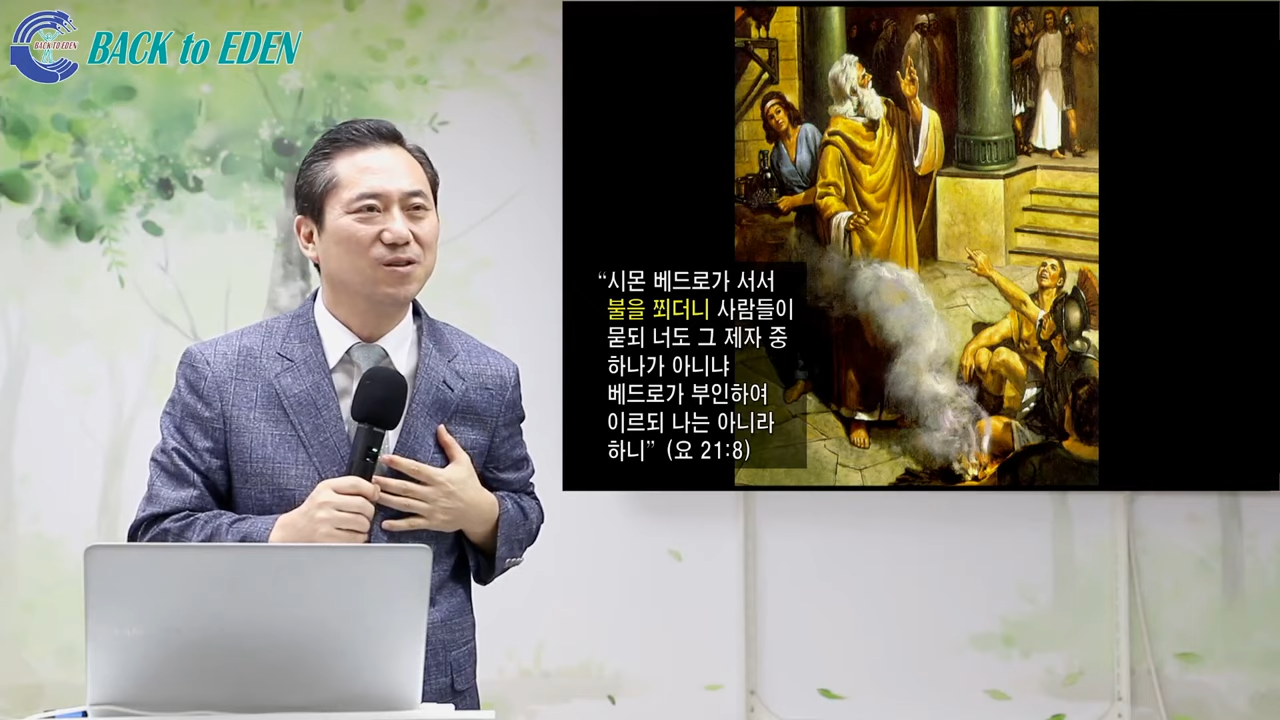 BACK TO EDEN
BACK to EDEN
“시몬 베드로가 서서
불을 쬐더니 사람들이
묻되 너도 그 제자 중
하나가 아니냐
베드로가 부인하여
이르되 나는 아니라
하니” (요 21:8)